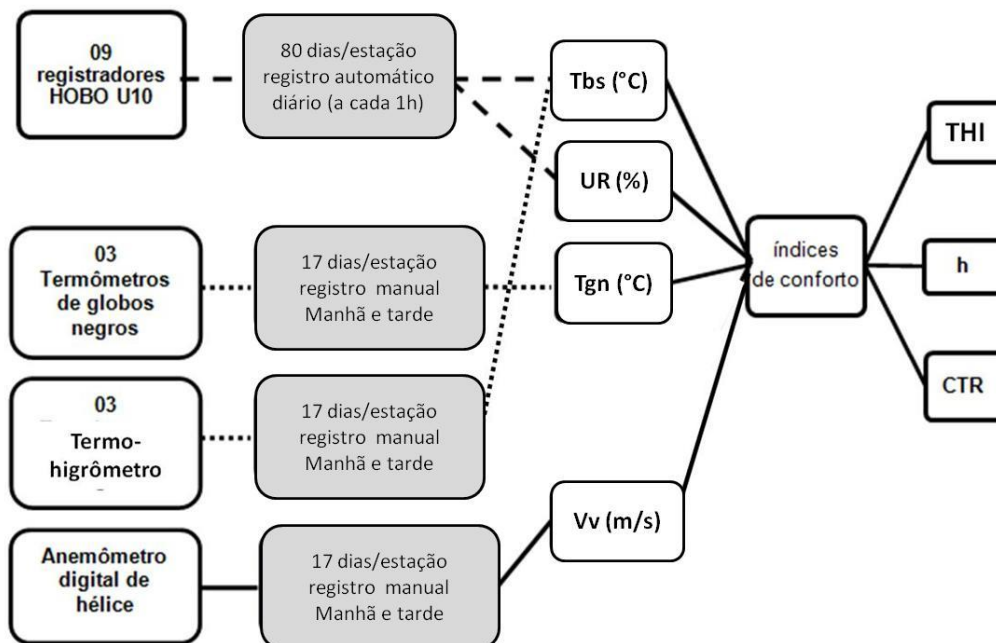 09
registradores
HOBO U10
80 dias/estação
registro automático
diário (a cada 1h)
Tbs (°C)
UR (%)
03
Termômetros
de globos
negros
17 dias/estação
registro manual
Manhã e tarde
Tgn (°C)
03
Termo-
higrômetro
17 dias/estação
registro manual
Manhã e tarde
Anemômetro
digital de
hélice
17 dias/estação
registro manual
Manhã e tarde
Vv (m/s)
índices
de conforto
THI
h
CTR